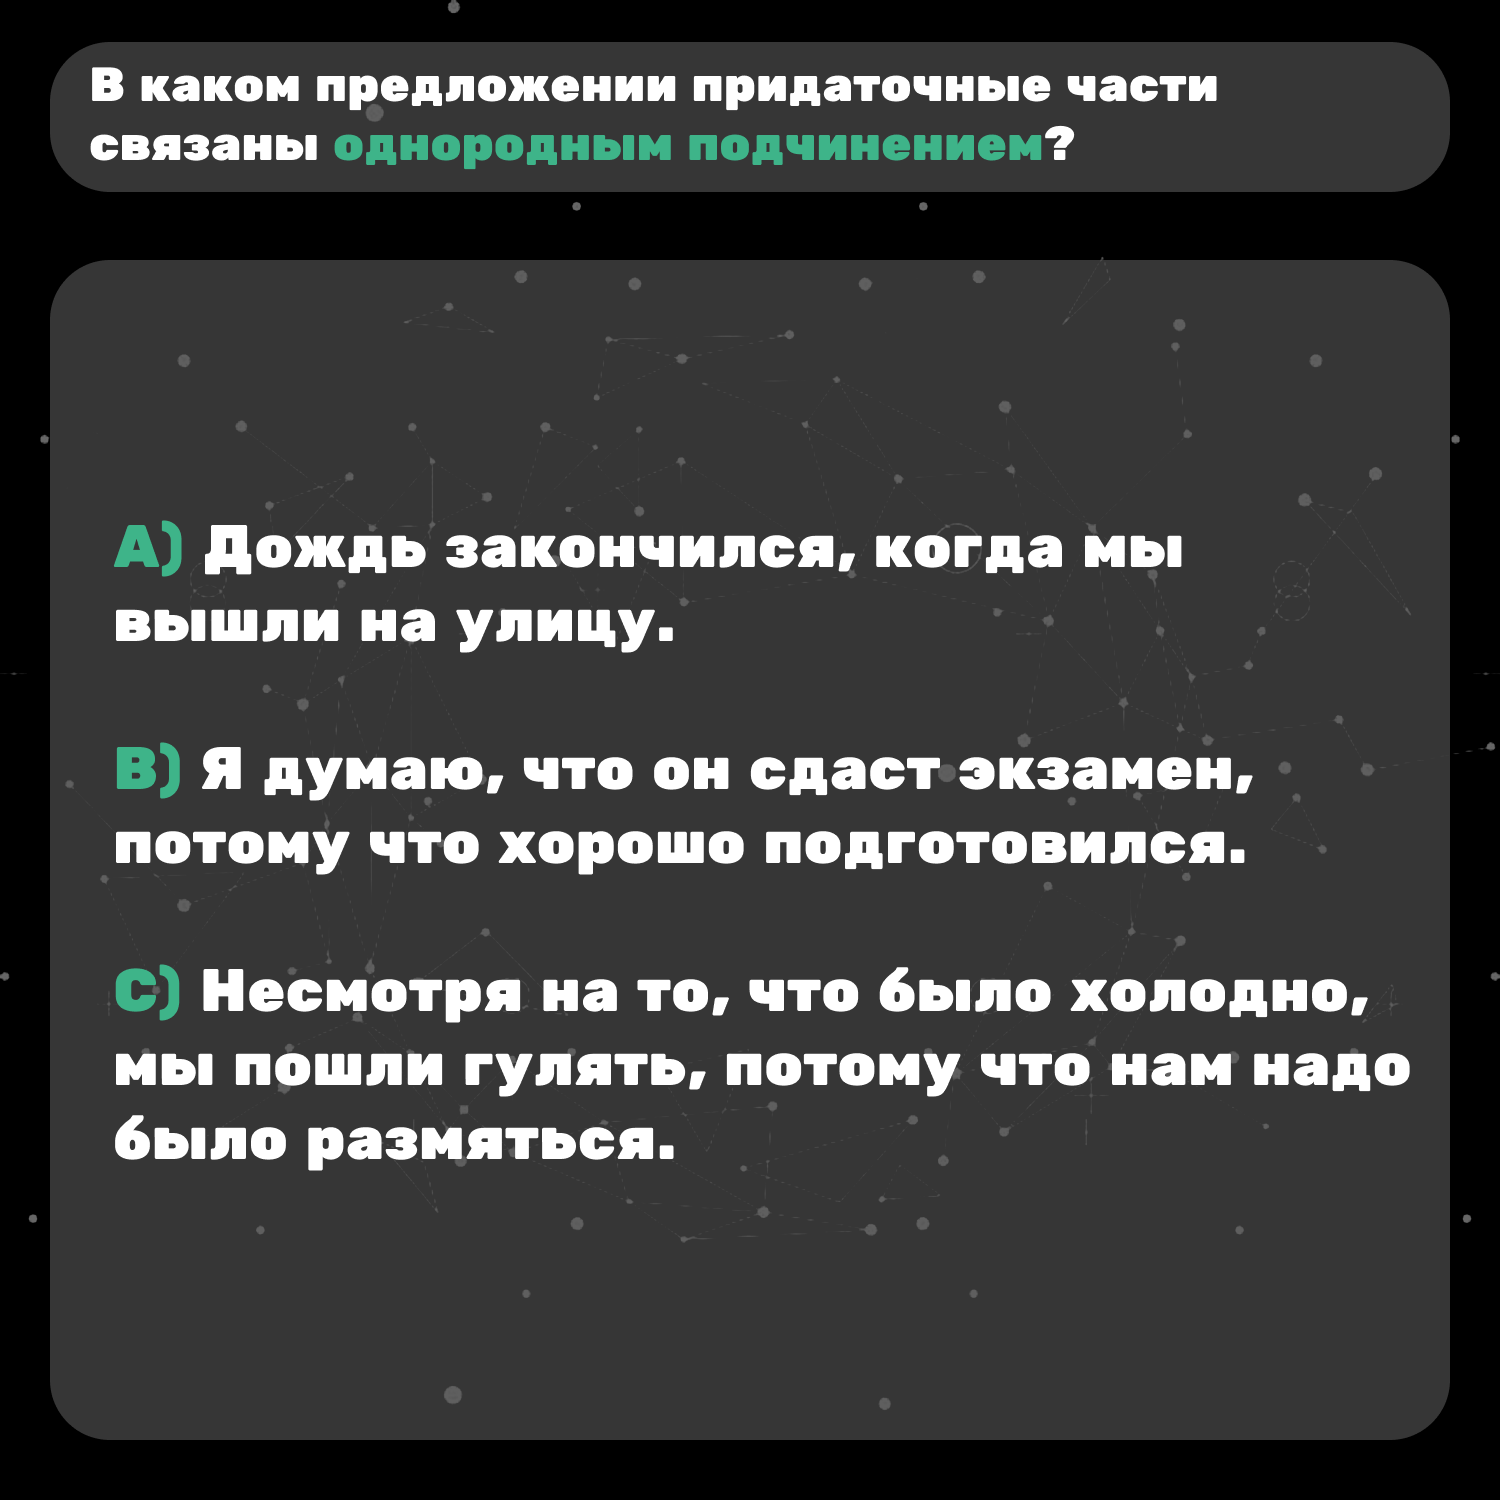 В каком предложении придаточные части
связаны однородным подчинением?
A) Дождь закончился, когда мы
вышли на улицу.
B) Я думаю, что он сдаст экзамен,
потому что хорошо подготовился.
C) Несмотря на то, что было холодно,
мы пошли гулять, потому что нам надо
было размяться.